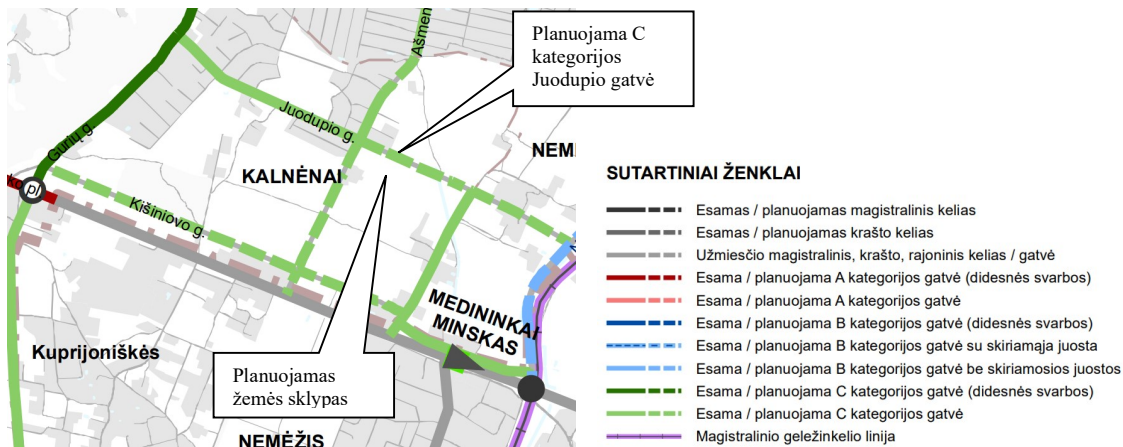 Planuojama C
kategorijos
Juodupio gatvė
Ašmen
Juodupio g.
Gurių g.
NEM
KALNĖNAI
ko pl
Kišiniovo g.
MEDININKAI
MINSKAS
Kuprijoniškės
Planuojamas
žemės sklypas
NEMĖŽIS
SUTARTINIAI ŽENKLAI
Esamas / planuojamas magistralinis kelias
Esamas / planuojamas krašto kelias
Užmiesčio magistralinis, krašto, rajoninis kelias / gatvė
Esama / planuojama A kategorijos gatvė (didesnės svarbos)
Esama / planuojama A kategorijos gatvė
Esama / planuojama B kategorijos gatvė (didesnės svarbos)
Esama / planuojama B kategorijos gatvė su skiriamąja juosta
Esama / planuojama B kategorijos gatvė be skiriamosios juostos
Esama / planuojama C kategorijos gatvė (didesnės svarbos)
Esama / planuojama C kategorijos gatvė
Magistralinio geležinkelio linija